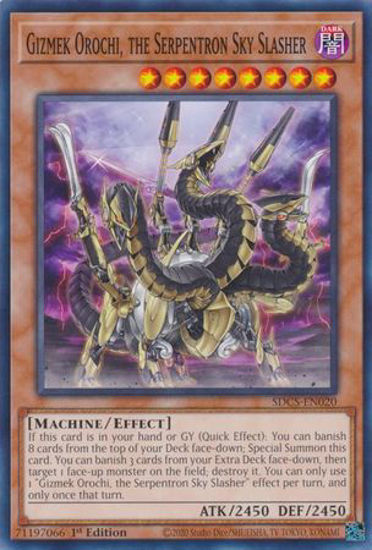 GIZMEK OROCHI, THE SERPENTRON SKY SLASHER
DARK
闇
SDCS-EN020
[MACHINE/EFFECT]
If this card is in your hand or GY (Quick Effect): You can banish
8 cards from the top of your Deck face-down; Special Summon this
card. You can banish 3 cards from your Extra Deck face-down, then
target 1 face-up monster on the field; destroy it. You can only use
1 "Gizmek Orochi, the Serpentron Sky Slasher" effect per turn, and
only once that turn.
ATK/2450 DEF/2450
71197066 1st Edition ©2020 Studio Dice/SHUEISHA, TV TOKYO, KONAMI